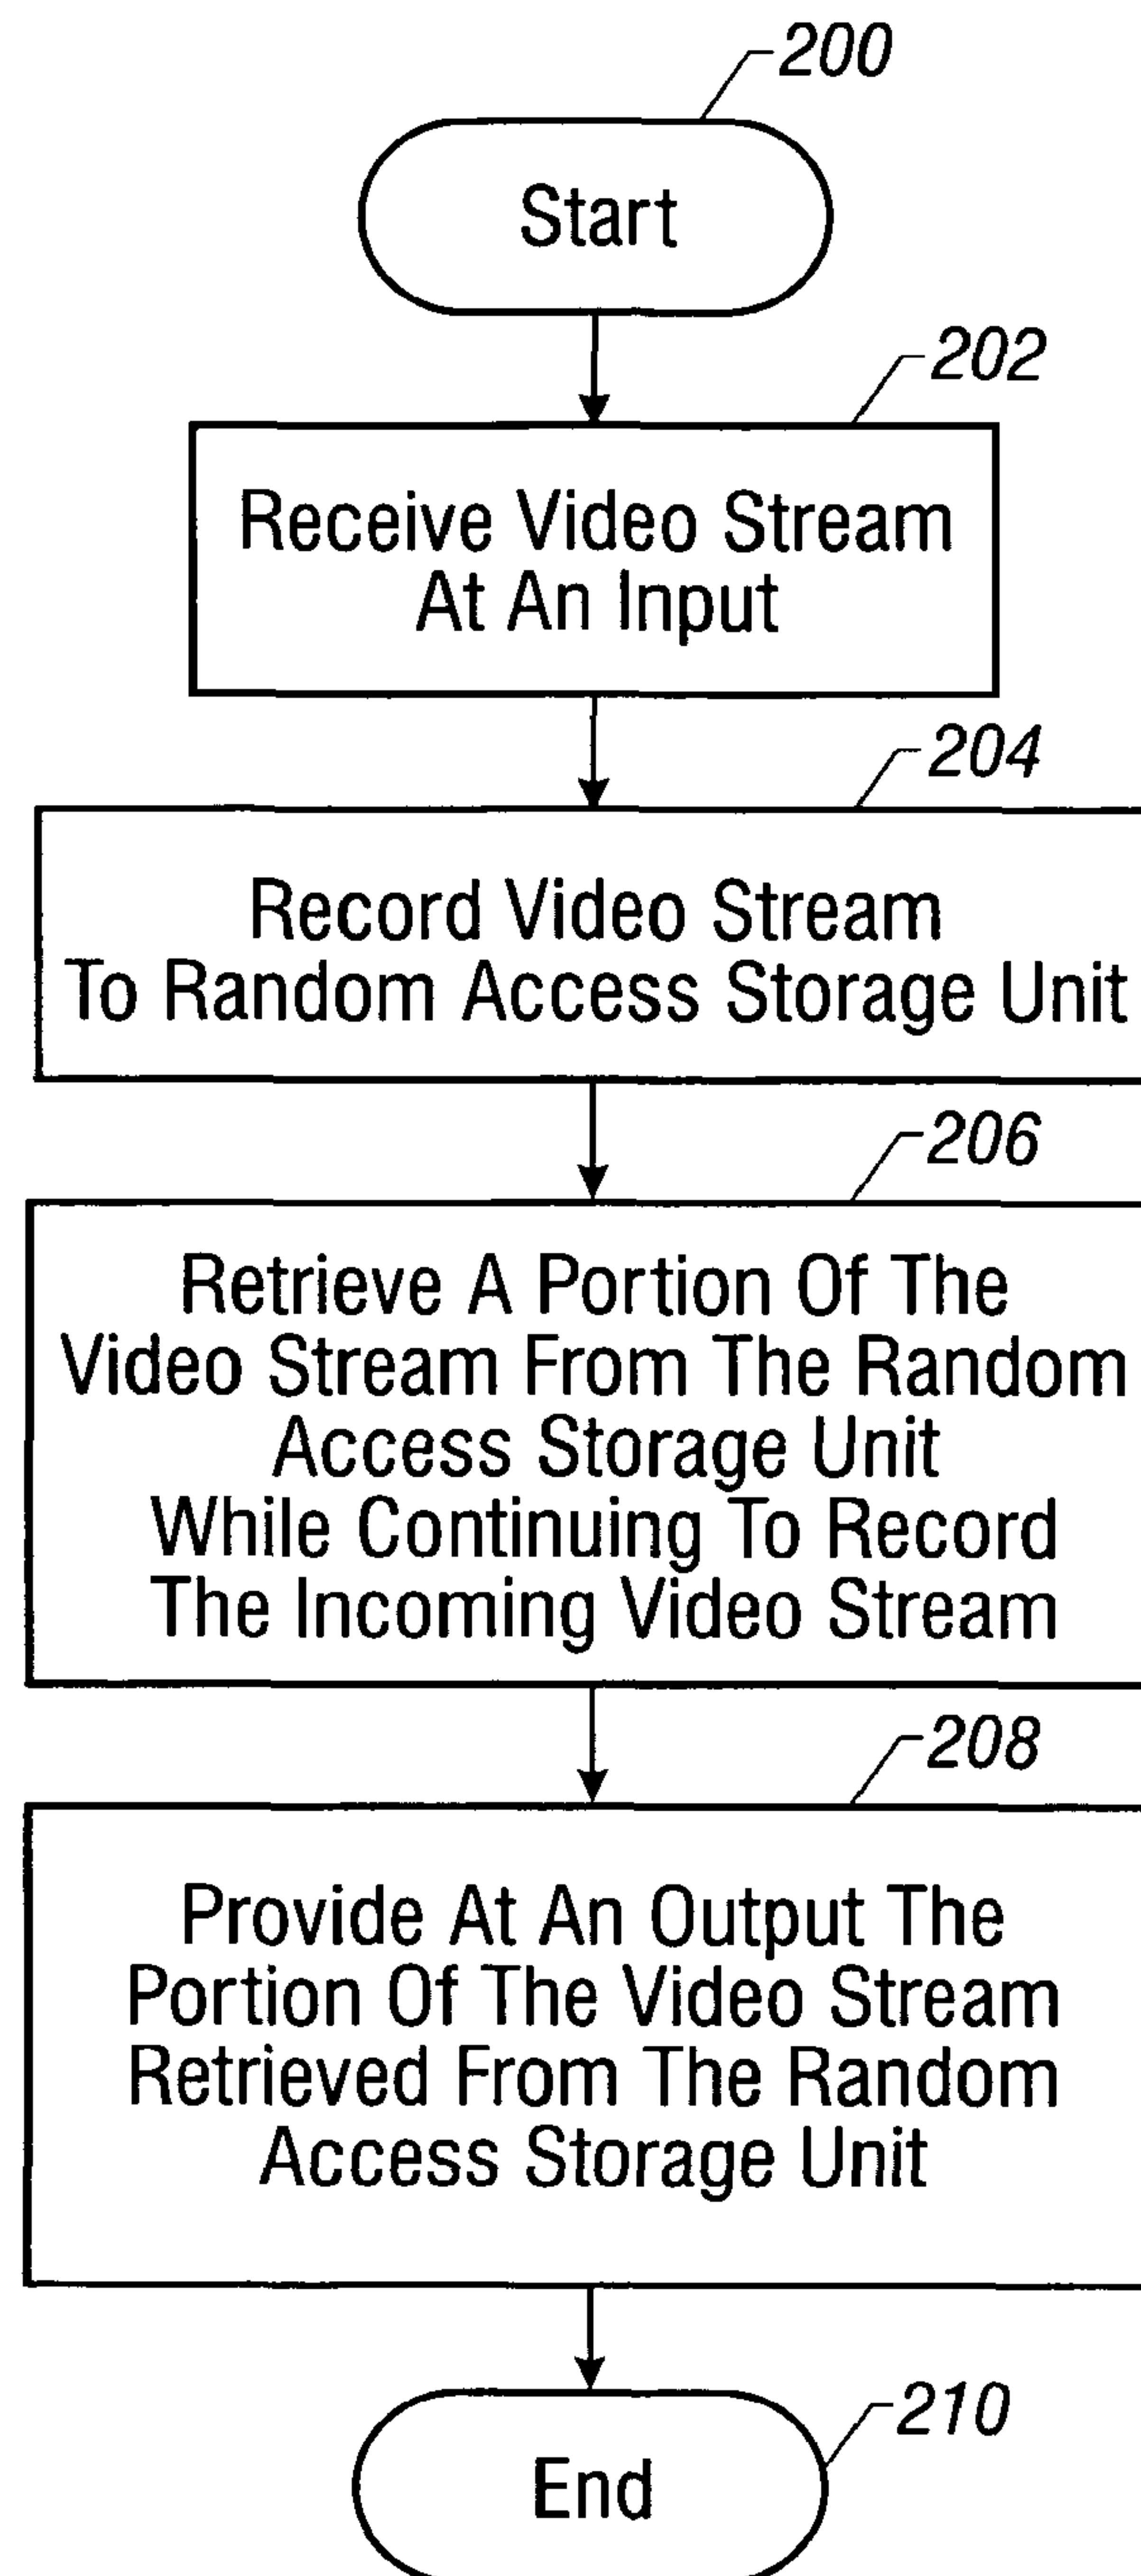 200
Start
202
Receive Video Stream
At An Input
204
Record Video Stream
To Random Access Storage Unit
206
Retrieve A Portion Of The
Video Stream From The Random
Access Storage Unit
While Continuing To Record
The Incoming Video Stream
208
Provide At An Output The
Portion Of The Video Stream
Retrieved From The Random
Access Storage Unit
210
End